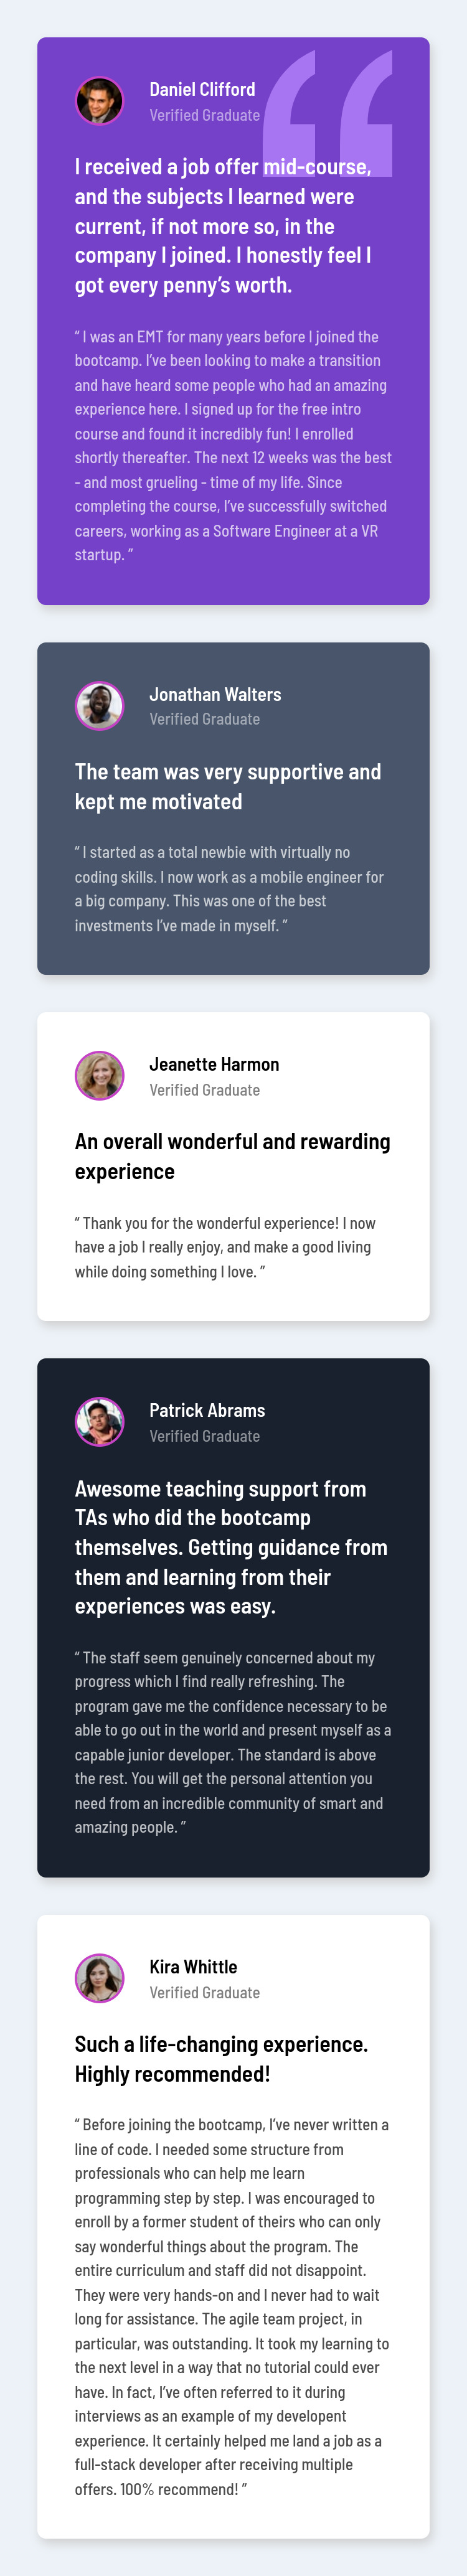 Daniel Clifford
Verified Graduate
I received a job offer mid-course,
and the subjects I learned were
current, if not more so, in the
company I joined. I honestly feel I
got every penny’s worth.
“ I was an EMT for many years before I joined the
bootcamp. I’ve been looking to make a transition
and have heard some people who had an amazing
experience here. I signed up for the free intro
course and found it incredibly fun! I enrolled
shortly thereafter. The next 12 weeks was the best
- and most grueling - time of my life. Since
completing the course, I’ve successfully switched
careers, working as a Software Engineer at a VR
startup. “
Jonathan Walters
Verified Graduate
The team was very supportive and
kept me motivated
“ I started as a total newbie with virtually no
coding skills. I now work as a mobile engineer for
a big company. This was one of the best
investments I’ve made in myself. ”
Jeanette Harmon
Verified Graduate
An overall wonderful and rewarding
experience
“ Thank you for the wonderful experience! I now
have a job I really enjoy, and make a good living
while doing something I love. ”
Patrick Abrams
Verified Graduate
Awesome teaching support from
TAs who did the bootcamp
themselves. Getting guidance from
them and learning from their
experiences was easy.
“ The staff seem genuinely concerned about my
progress which I find really refreshing. The
program gave me the confidence necessary to be
able to go out in the world and present myself as a
capable junior developer. The standard is above
the rest. You will get the personal attention you
need from an incredible community of smart and
amazing people. ”
Kira Whittle
Verified Graduate
Such a life-changing experience.
Highly recommended!
“ Before joining the bootcamp, I’ve never written a
line of code. I needed some structure from
professionals who can help me learn
programming step by step. I was encouraged to
enroll by a former student of theirs who can only
say wonderful things about the program. The
entire curriculum and staff did not disappoint.
They were very hands-on and I never had to wait
long for assistance. The agile team project, in
particular, was outstanding. It took my learning to
the next level in a way that no tutorial could ever
have. In fact, I’ve often referred to it during
interviews as an example of my developent
experience. It certainly helped me land a job as a
full-stack developer after receiving multiple
offers. 100% recommend! ”